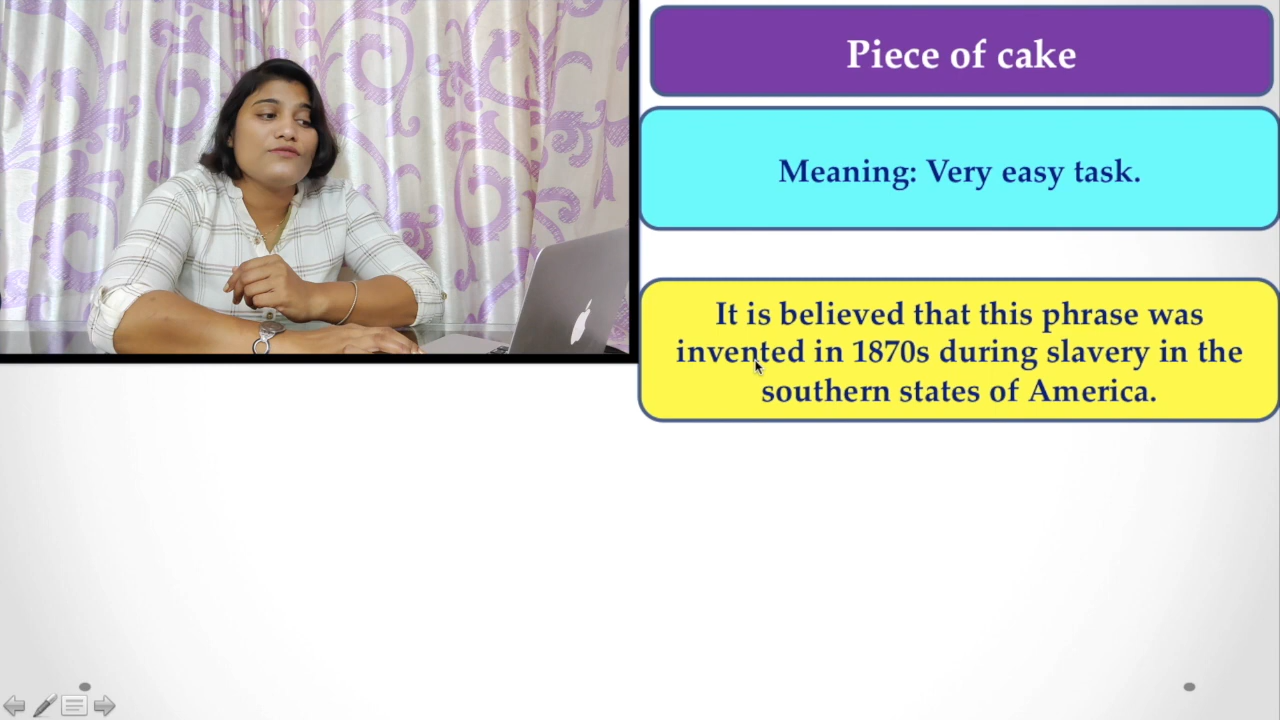 Piece of cake
Meaning: Very easy task.
It is believed that this phrase was
invented in 1870s during slavery in the
southern states of America.